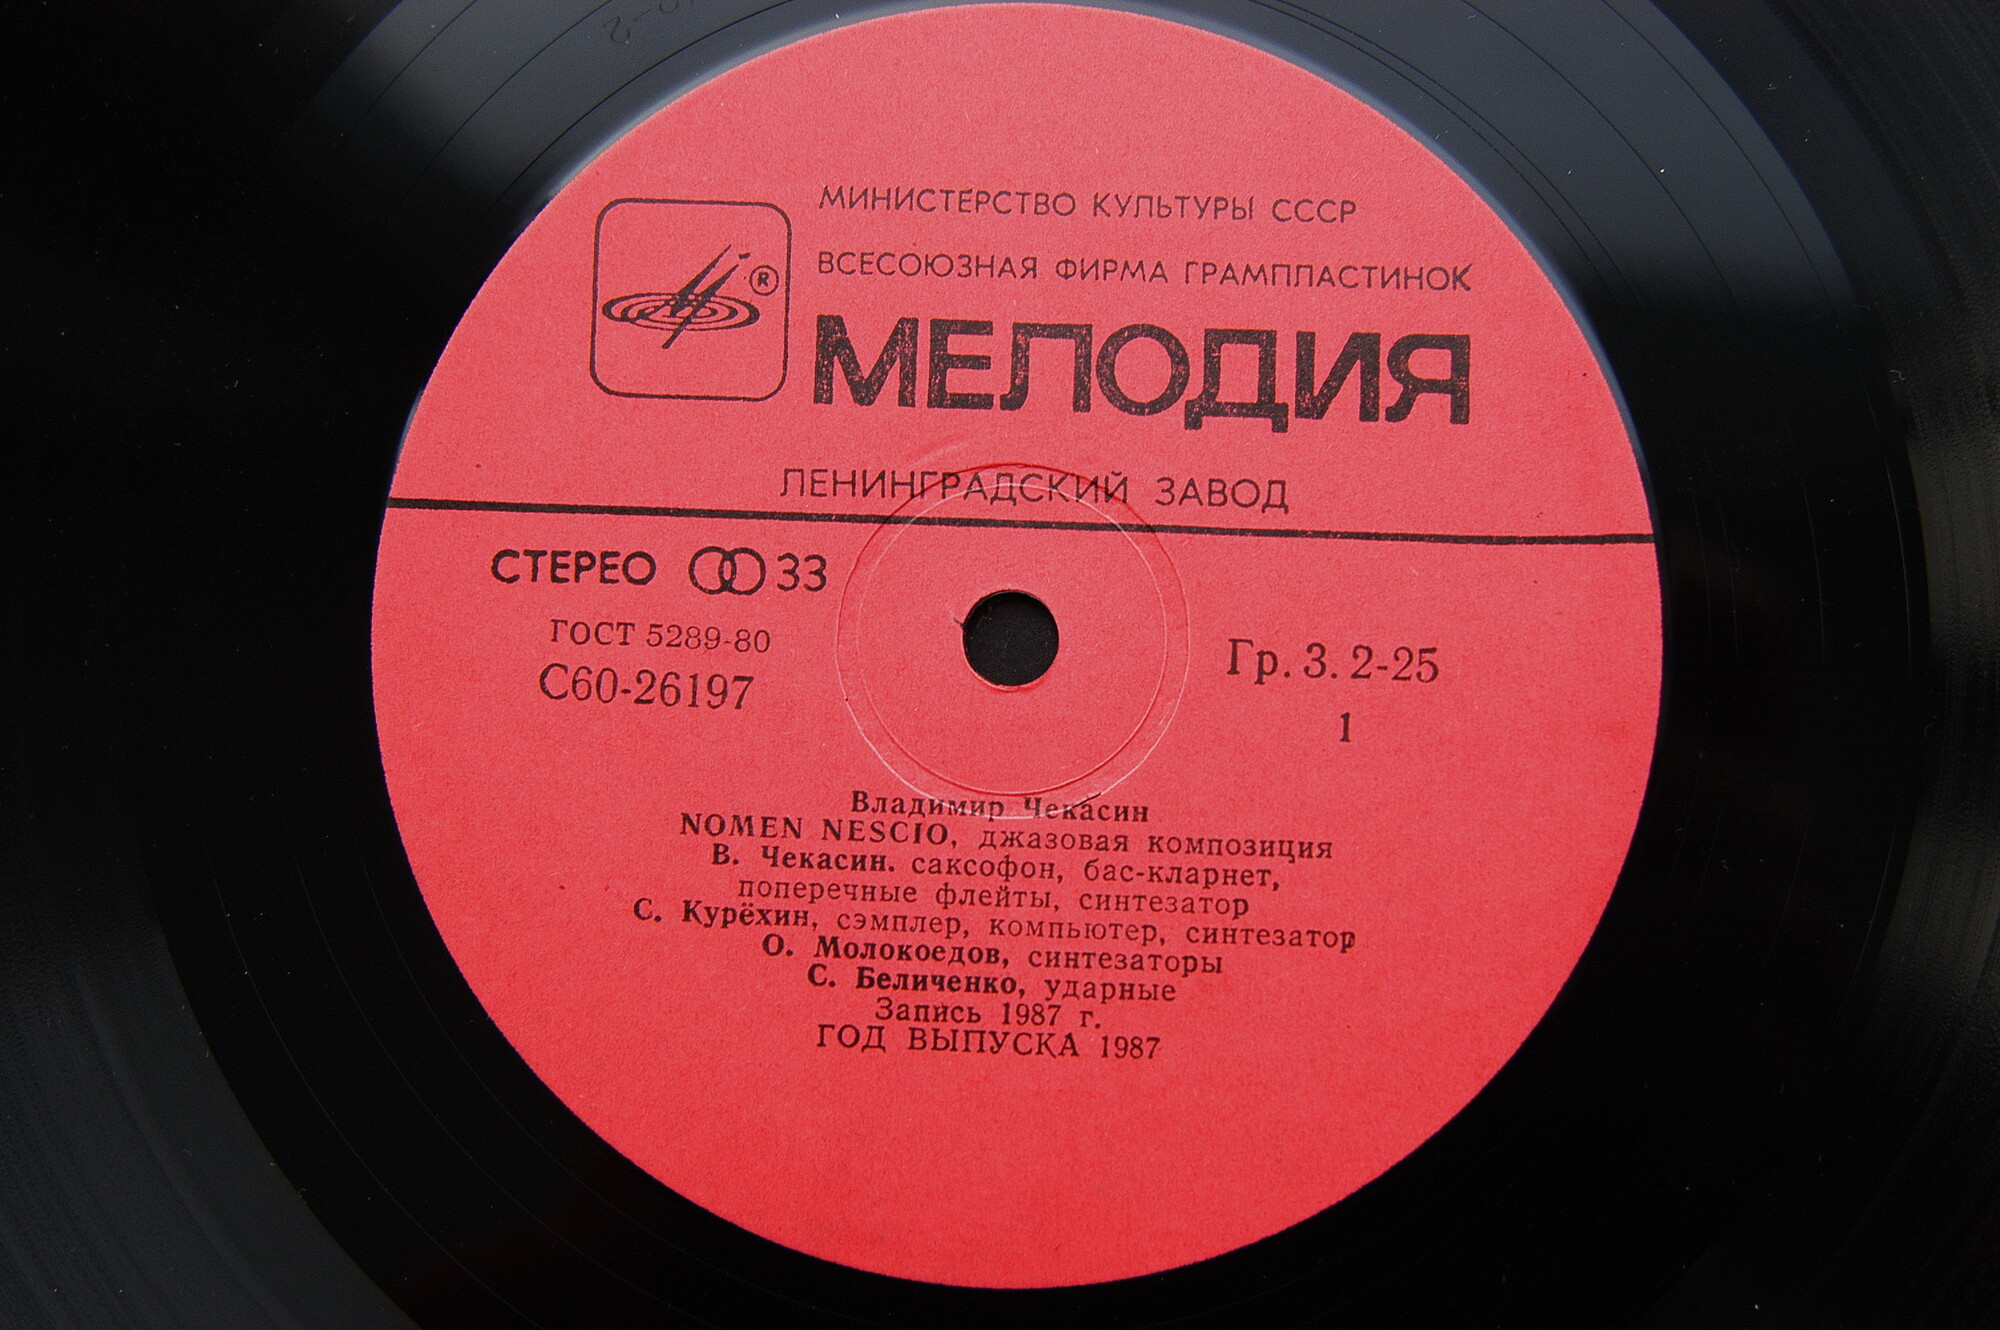 МИНИСТЕРСТВО КУЛЬТУРЫ СССР
ВСЕСОЮЗНАЯ ФИРМА ГРАМПЛАСТИНОК
®
МЕЛОДИЯ
ЛЕНИНГРАДСКИЙ ЗАВОД
СТЕРЕО 33
ГОСТ 5289-80
С60-26197
Гр. 3. 2-25
1
Владимир Чекасин
NOMEN NESCIO, джазовая композиция
В. Чекасин. саксофон, бас-кларнет,
поперечные флейты, синтезатор
С. Курёхин, сэмплер, компьютер, синтезатор
О. Молокоедов, синтезаторы
С. Беличенко, ударные
Запись 1987 г.
ГОД ВЫПУСКА 1987